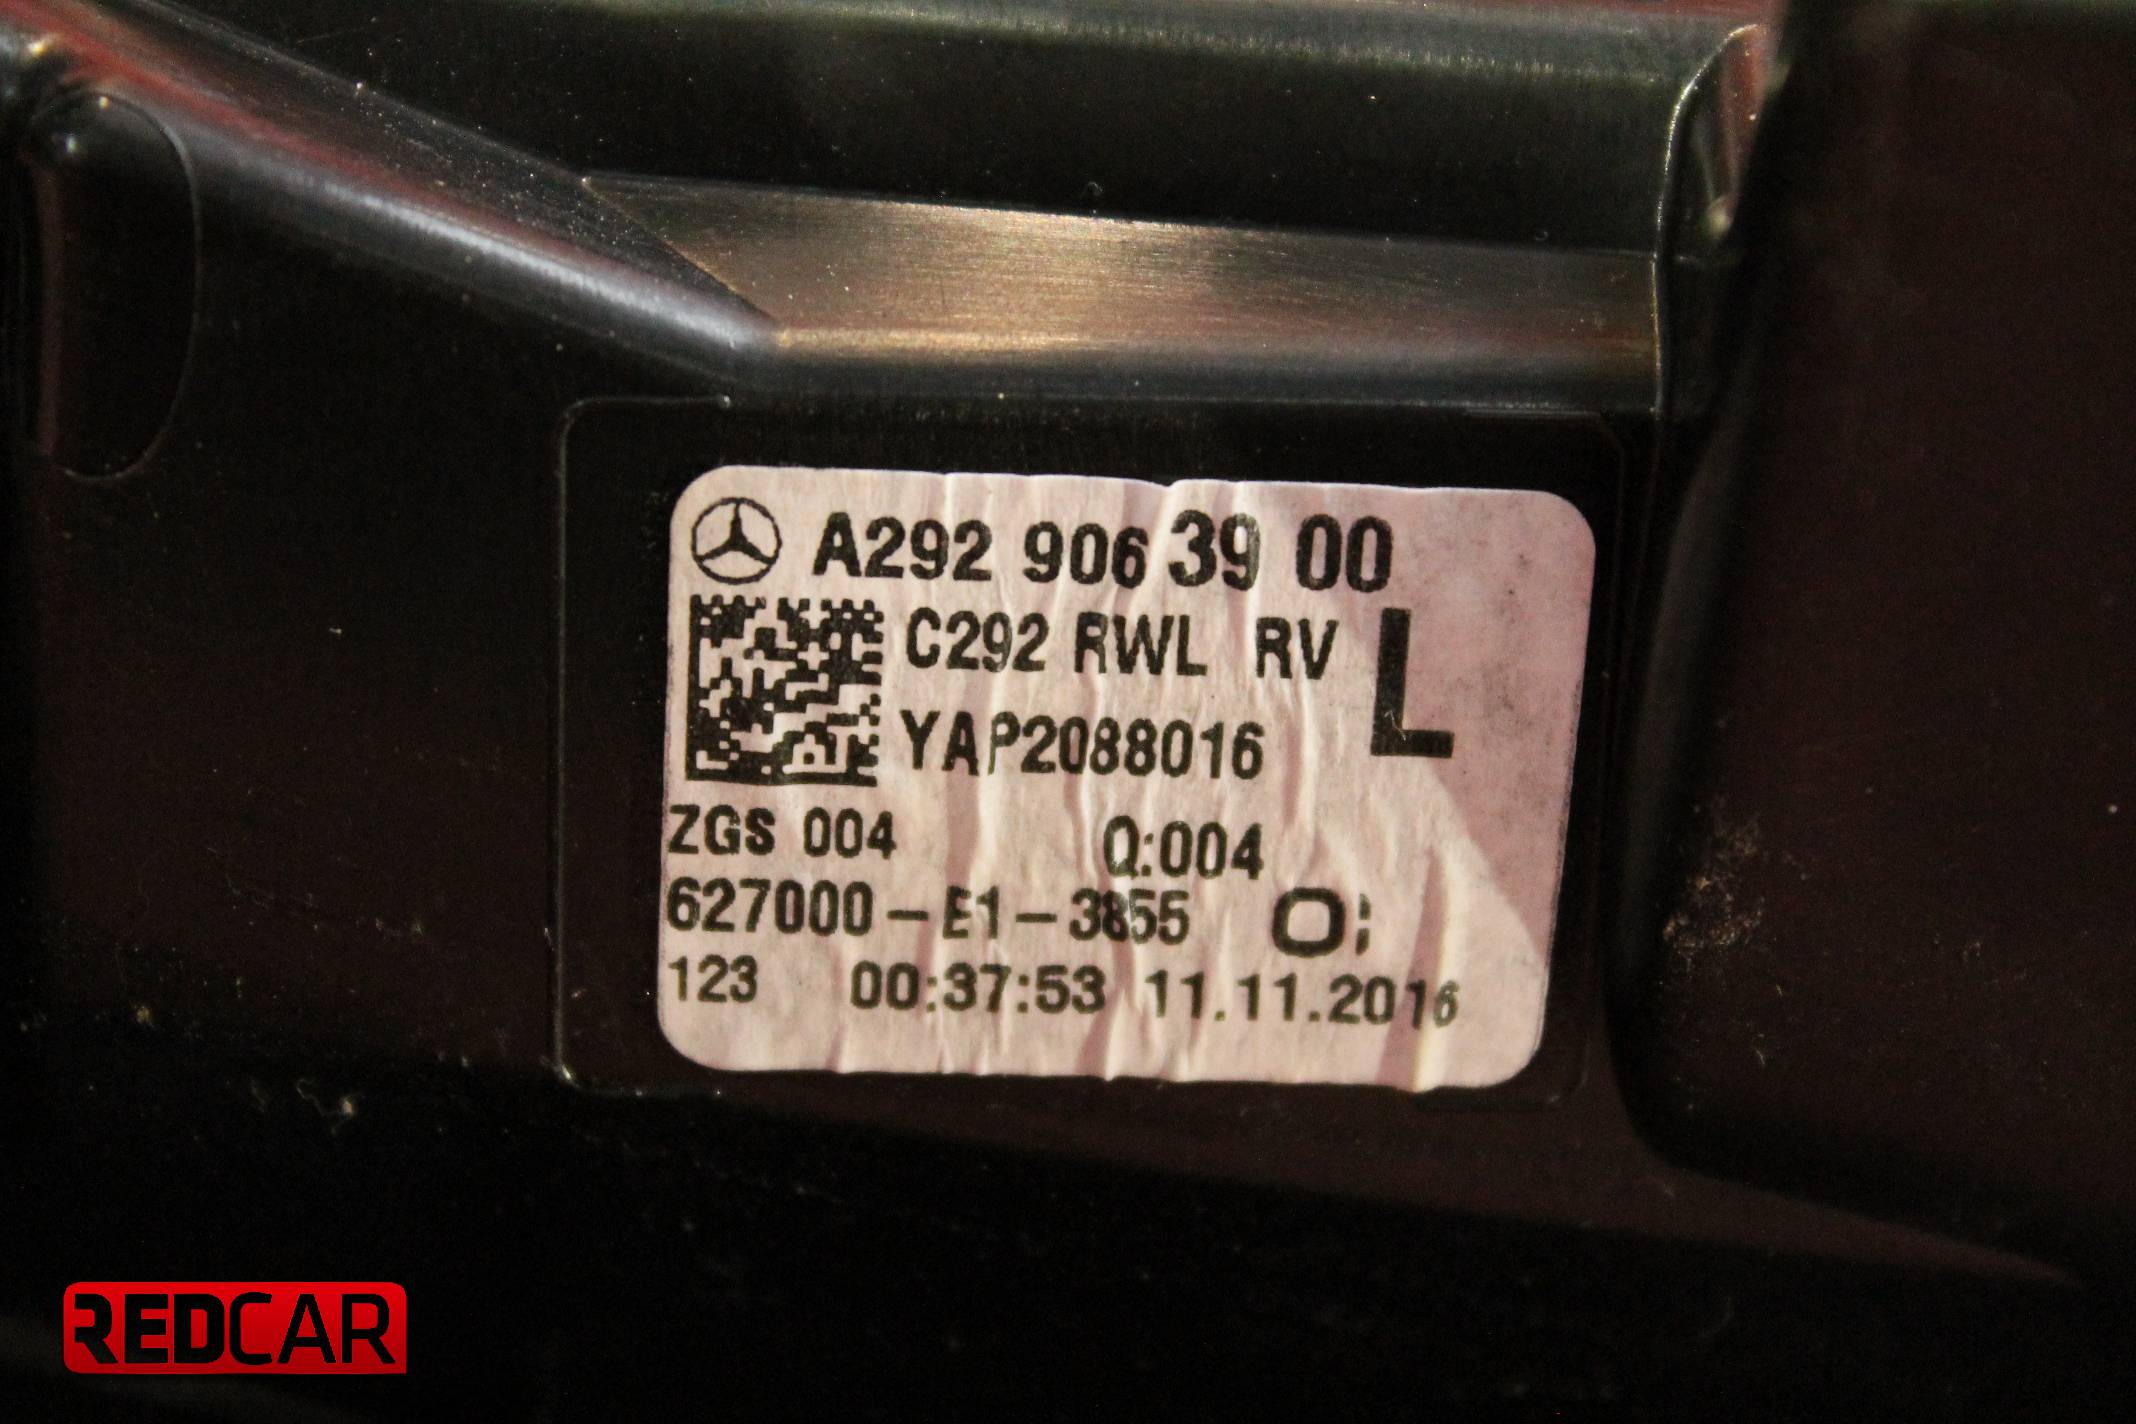 A292 906 39 00
C292 RWL RV L
YAP2088016
ZGS 004 Q:004
627000-E1-3855
123 00:37:53 11.11.2016
REDCAR